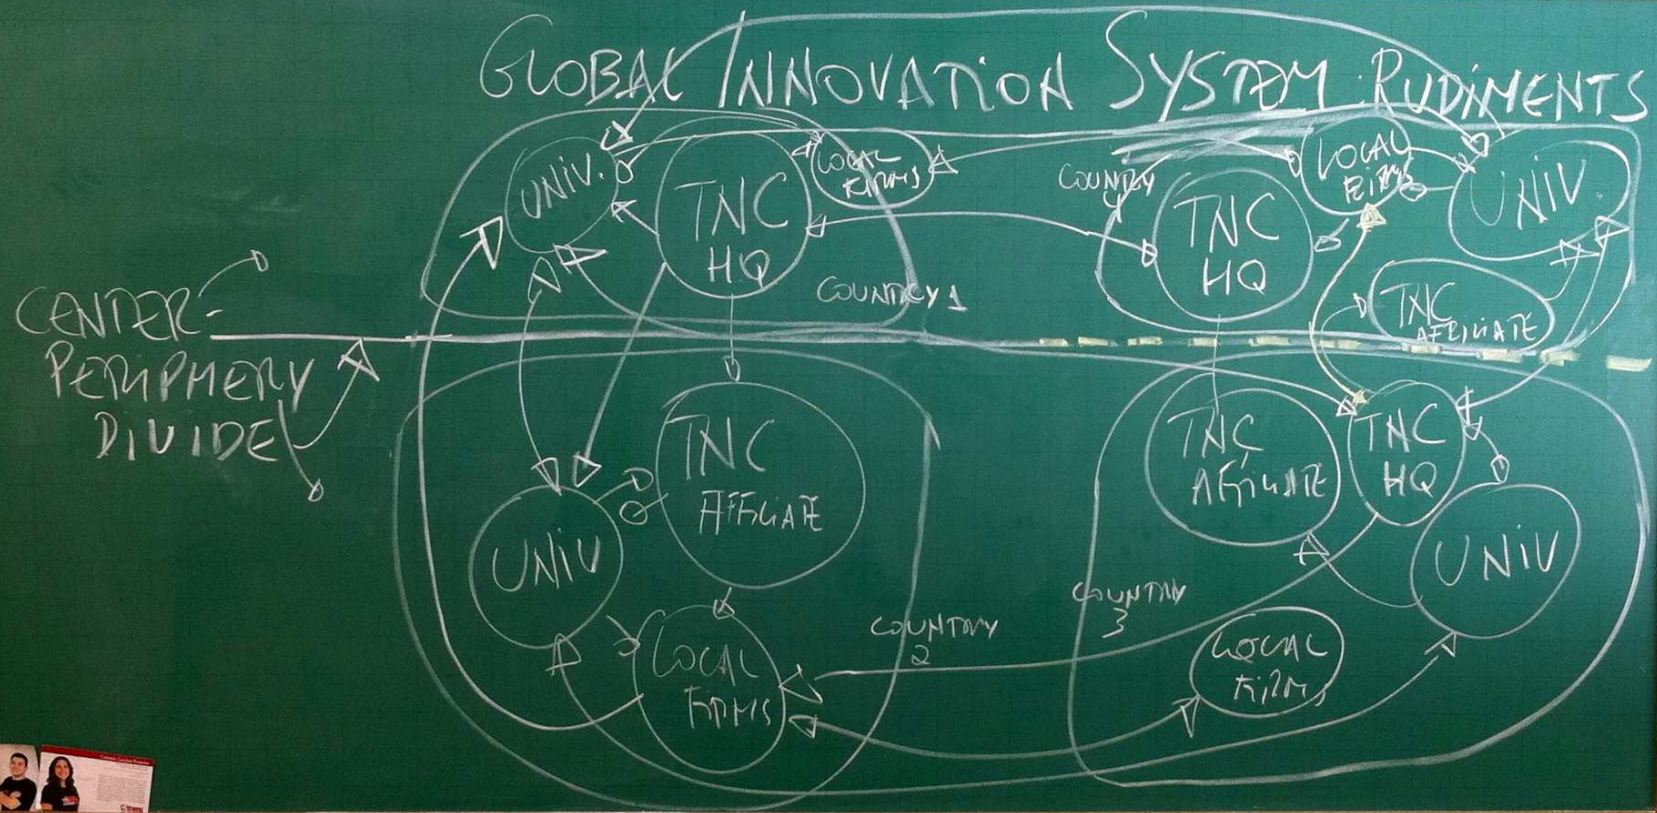 GLOBAL INNOVATION SYSTEM RUDIMENTS
UNIV.
TNC
HQ
LOCAL
FIRMS
COUNTRY 1
COUNTRY
4
TNC
HQ
LOCAL
FIRMS
UNIV.
TNC
AFFILIATE
CENTER-
PERIPHERY
DIVIDE
UNIV
TNC
AFFILIATE
LOCAL
FIRMS
COUNTRY
2
COUNTRY
3
TNC
AFFILIATE
TNC
HQ
UNIV
LOCAL
FIRMS